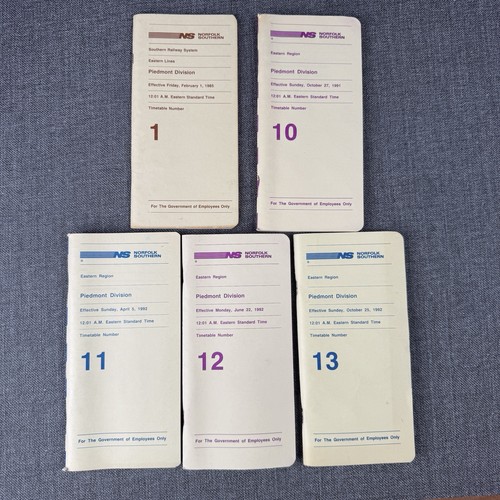 NS NORFOLK SOUTHERN
Southern Railway System
Eastern Lines
Piedmont Division
Effective Friday, February 1, 1985
12:01 A.M. Eastern Standard Time
Timetable Number
1
For The Government of Employees Only
NS NORFOLK SOUTHERN
Eastern Region
Piedmont Division
Effective Sunday, October 27, 1991
12:01 A.M. Eastern Standard Time
Timetable Number
10
For The Government of Employees Only
NS NORFOLK SOUTHERN
Eastern Region
Piedmont Division
Effective Sunday, April 5, 1992
12:01 A.M. Eastern Standard Time
Timetable Number
11
For The Government of Employees Only
NS NORFOLK SOUTHERN
Eastern Region
Piedmont Division
Effective Monday, June 22, 1992
12:01 A.M. Eastern Standard Time
Timetable Number
12
For The Government of Employees Only
NS NORFOLK SOUTHERN
Eastern Region
Piedmont Division
Effective Sunday, October 25, 1992
12:01 A.M. Eastern Standard Time
Timetable Number
13
For The Government of Employees Only